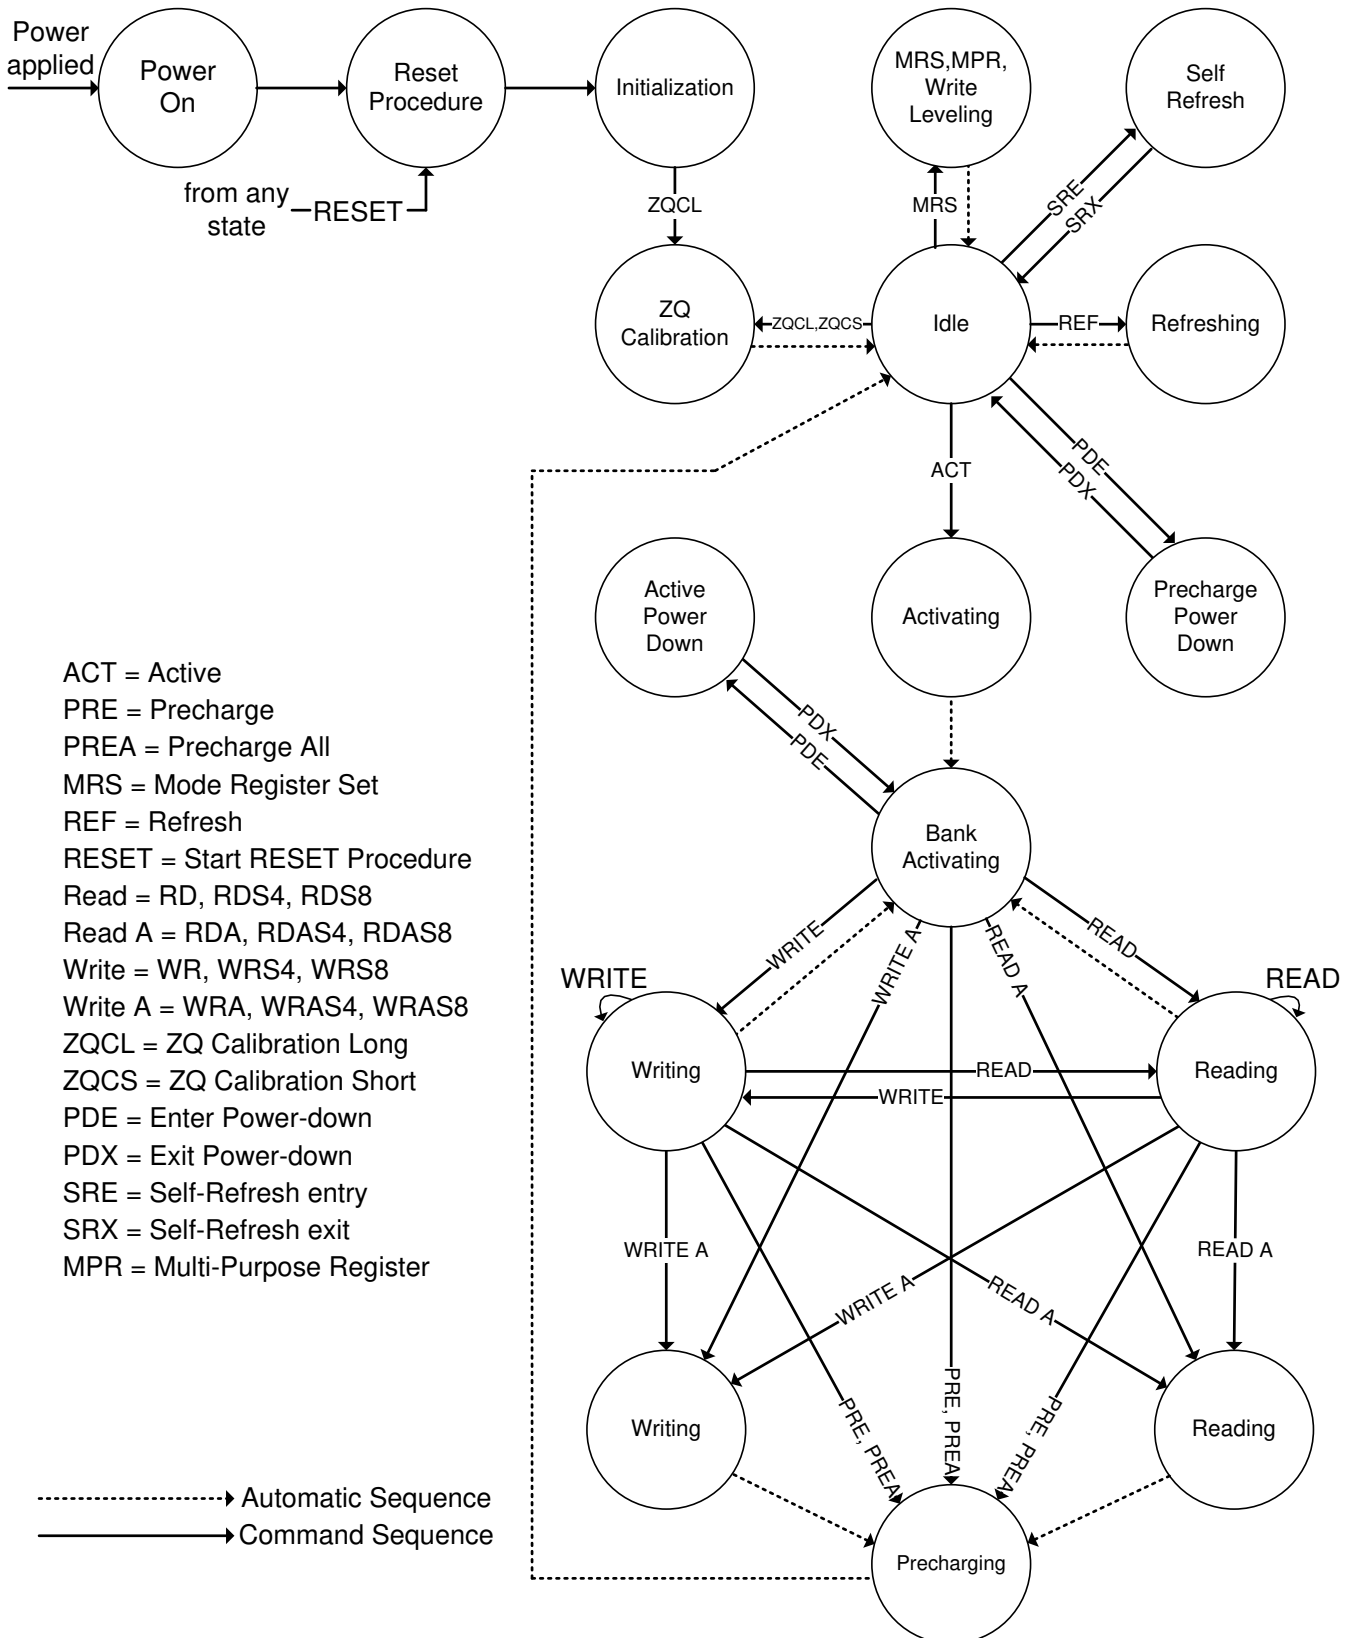 Power
applied
Power
On
Reset
Procedure
Initialization
MRS,MPR,
Write
Leveling
Self
Refresh
from any
state
RESET
ZQCL
MRS
SRE
SRX
ZQ
Calibration
ZQCL,ZQCS
Idle
REF
Refreshing
ACT
PDE
PDX
Active
Power
Down
Activating
Precharge
Power
Down
PDX
PDE
ACT = Active
PRE = Precharge
PREA = Precharge All
MRS = Mode Register Set
REF = Refresh
RESET = Start RESET Procedure
Read = RD, RDS4, RDS8
Read A = RDA, RDAS4, RDAS8
Write = WR, WRS4, WRS8
Write A = WRA, WRAS4, WRAS8
ZQCL = ZQ Calibration Long
ZQCS = ZQ Calibration Short
PDE = Enter Power-down
PDX = Exit Power-down
SRE = Self-Refresh entry
SRX = Self-Refresh exit
MPR = Multi-Purpose Register
Bank
Activating
WRITE
WRITE A
READ A
READ
WRITE
READ
Writing
READ
WRITE
Reading
WRITE A
WRITE A
READ A
READ A
Writing
PRE, PREA
PRE, PREA
PRE, PREA
Reading
Precharging
Automatic Sequence
Command Sequence